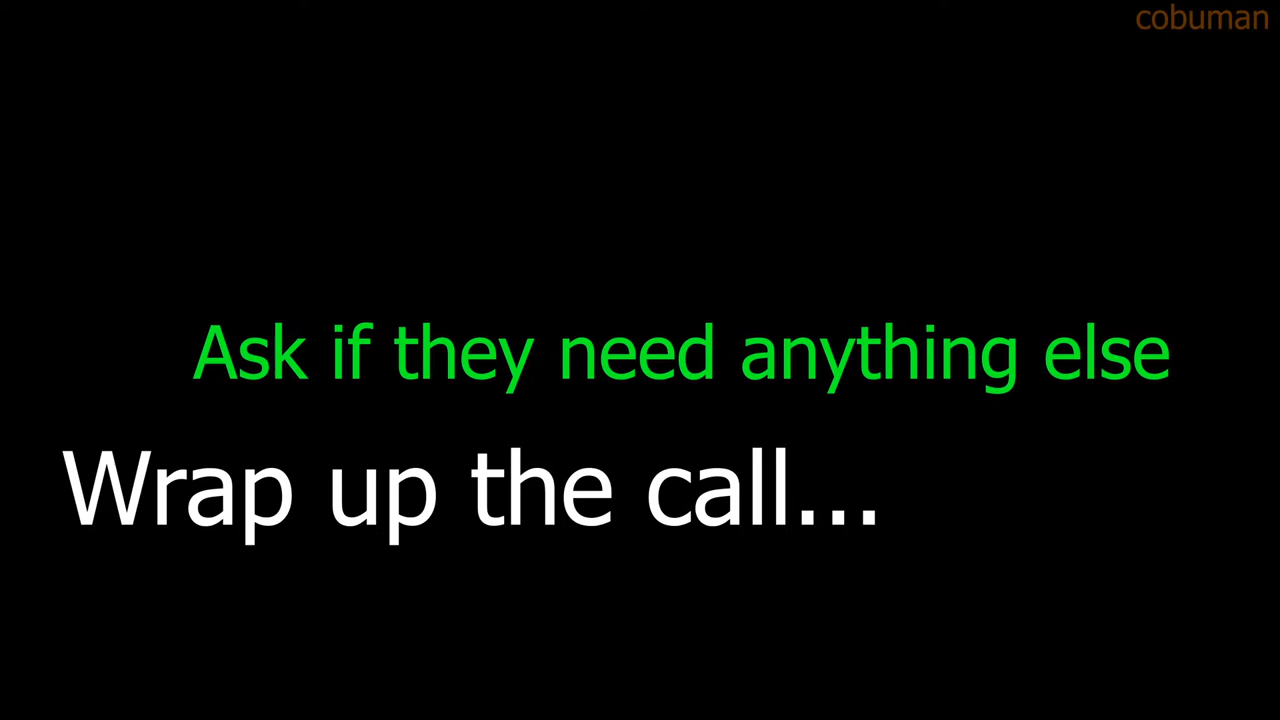 cobuman
Ask if they need anything else
Wrap up the call...